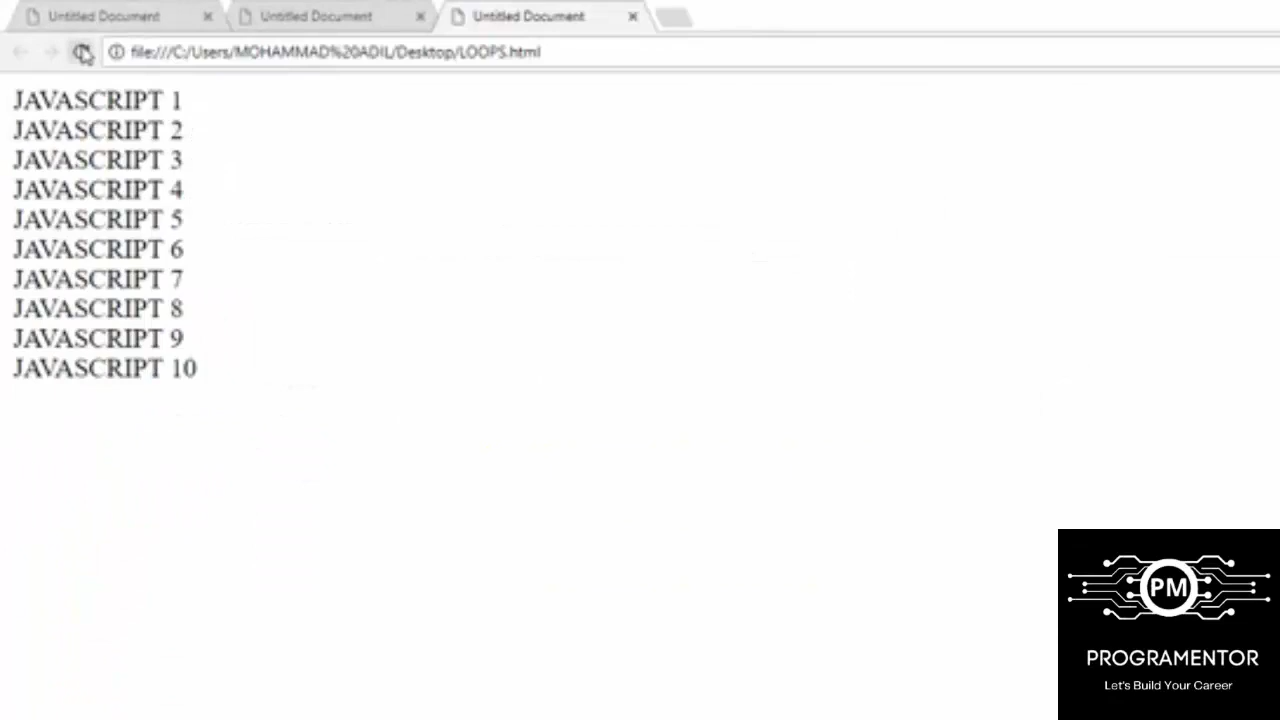 Untitled Document
Untitled Document
Untitled Document
file:///C:/Users/MOHAMMAD%20ADIL/Desktop/LOOPS.html
JAVASCRIPT 1
JAVASCRIPT 2
JAVASCRIPT 3
JAVASCRIPT 4
JAVASCRIPT 5
JAVASCRIPT 6
JAVASCRIPT 7
JAVASCRIPT 8
JAVASCRIPT 9
JAVASCRIPT 10
PM
PROGRAMENTOR
Let's Build Your Career